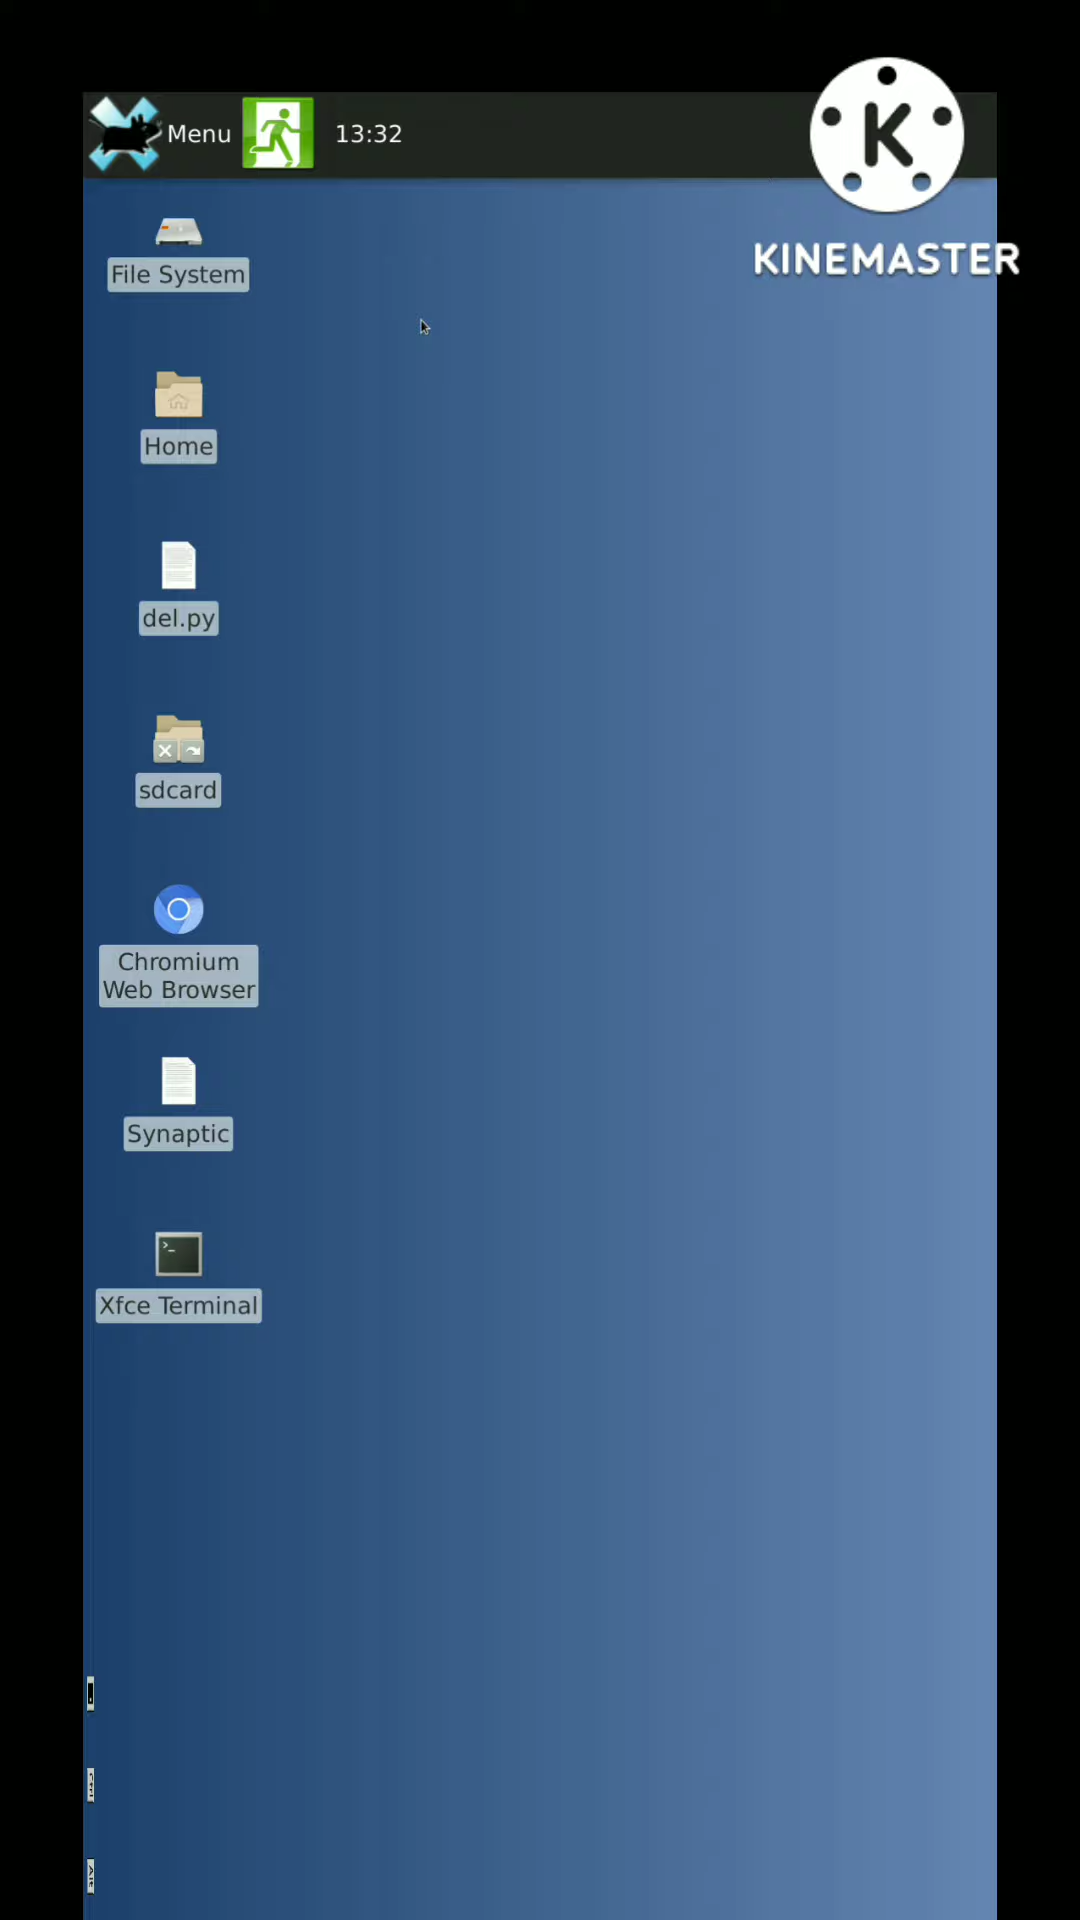 Menu
13:32
K
KINEMASTER
File System
Home
del.py
sdcard
Chromium
Web Browser
Synaptic
Xfce Terminal